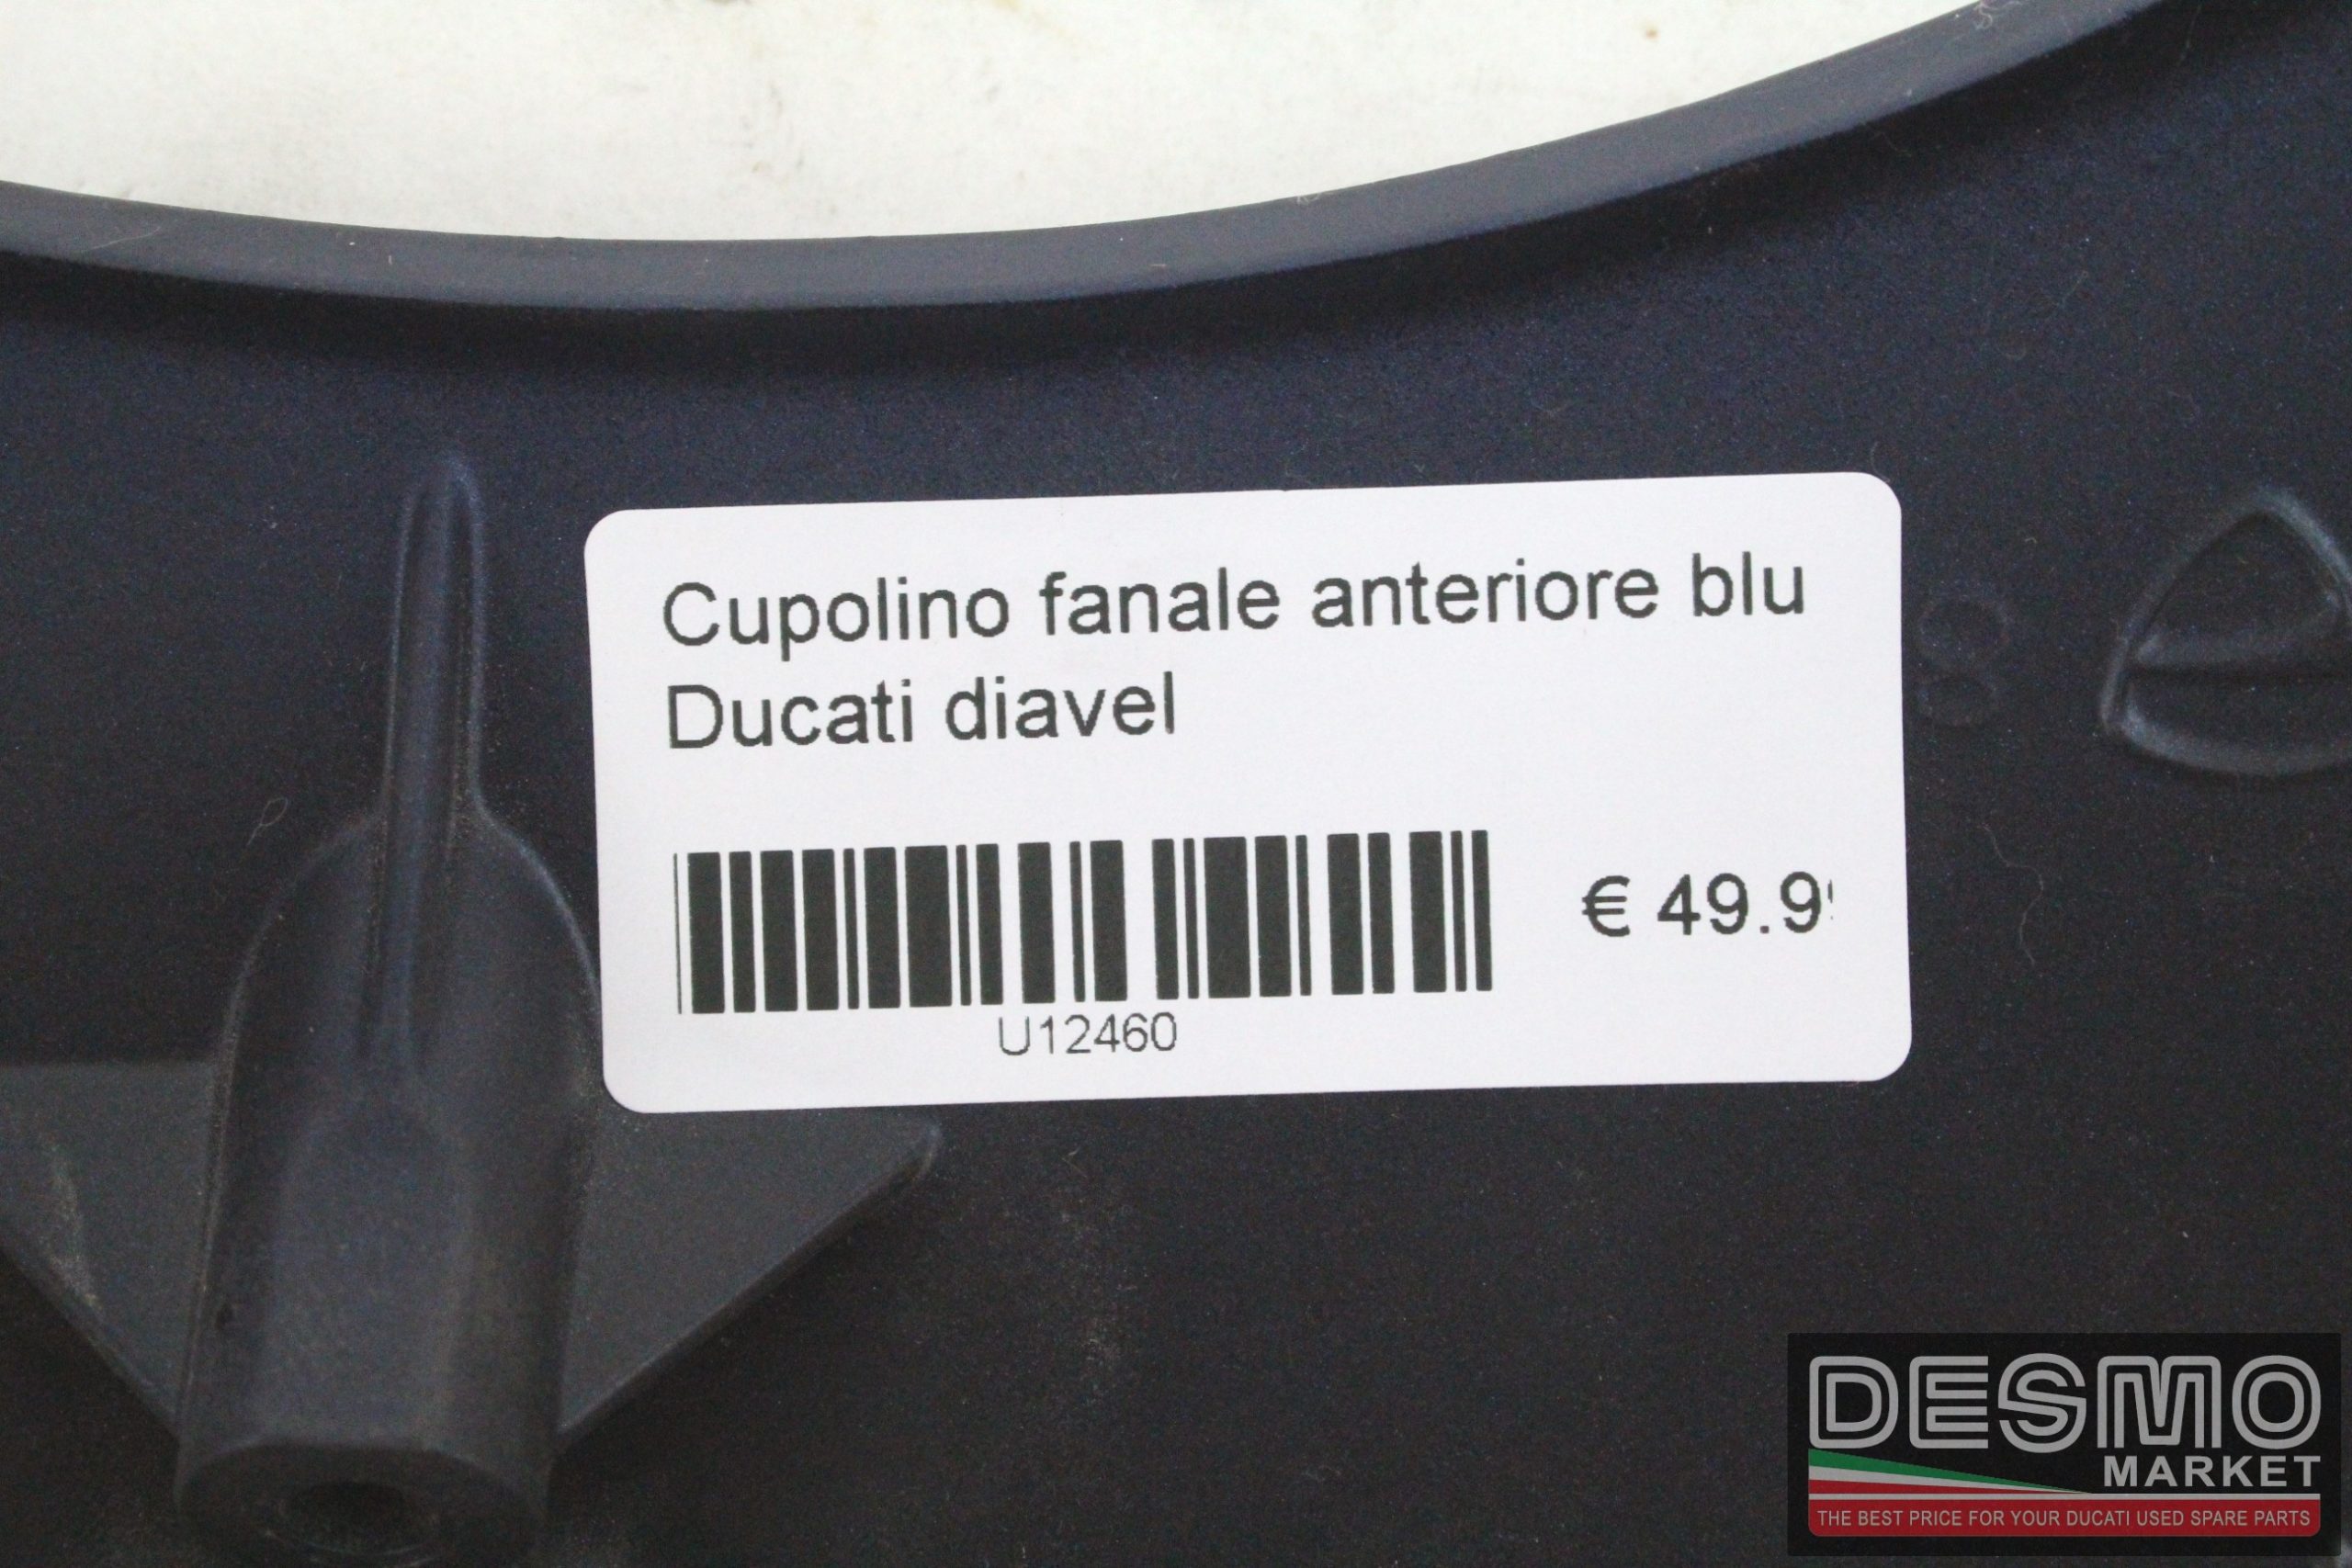 Cupolino fanale anteriore blu
Ducati diavel
€ 49.9
U12460
DESMO
MARKET
THE BEST PRICE FOR YOUR DUCATI USED SPARE PARTS